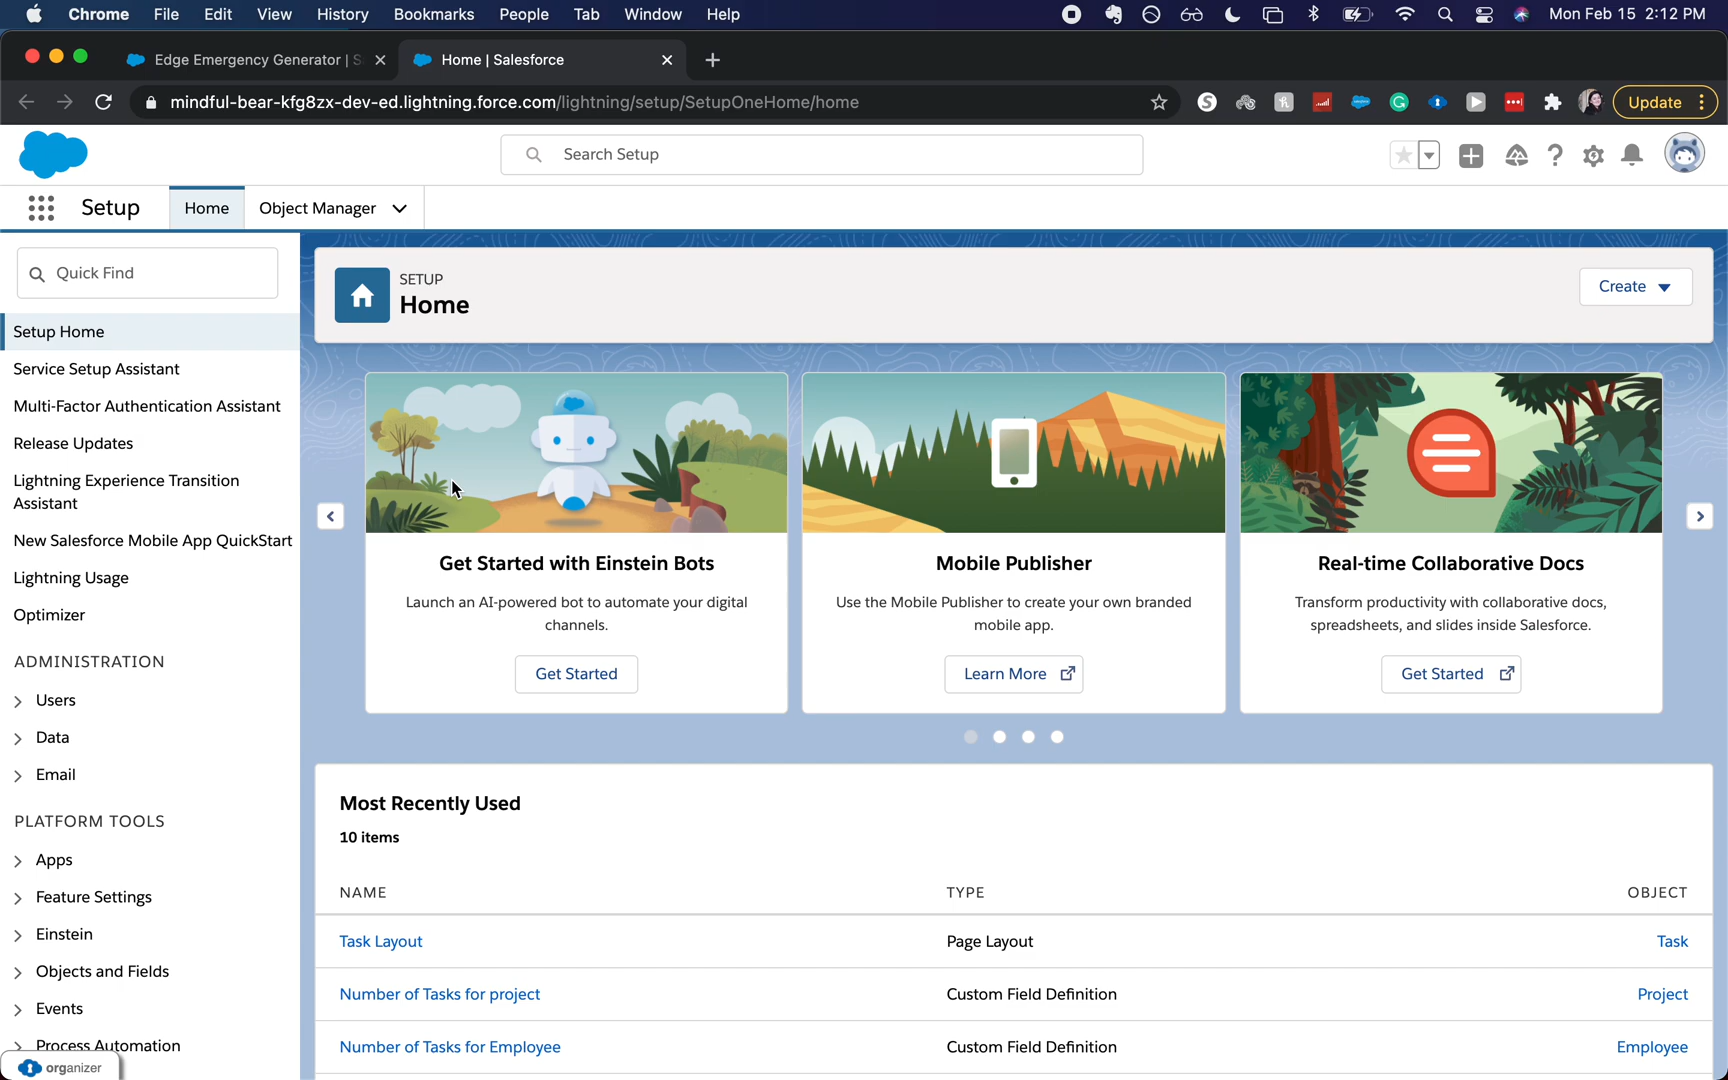 Chrome File Edit View History Bookmarks People Tab Window Help Mon Feb 15 2:12 PM
Edge Emergency Generator | S Home | Salesforce
mindful-bear-kfg8zx-dev-ed.lightning.force.com/lightning/setup/SetupOneHome/home Update
Search Setup
Setup Home Object Manager
Quick Find
Setup Home
Service Setup Assistant
Multi-Factor Authentication Assistant
Release Updates
Lightning Experience Transition
Assistant
New Salesforce Mobile App QuickStart
Lightning Usage
Optimizer
ADMINISTRATION
Users
Data
Email
PLATFORM TOOLS
Apps
Feature Settings
Einstein
Objects and Fields
Events
Process Automation
organizer
SETUP
Home
Create
Get Started with Einstein Bots
Launch an AI-powered bot to automate your digital
channels.
Get Started
Mobile Publisher
Use the Mobile Publisher to create your own branded
mobile app.
Learn More
Real-time Collaborative Docs
Transform productivity with collaborative docs,
spreadsheets, and slides inside Salesforce.
Get Started
Most Recently Used
10 items
NAME TYPE OBJECT
Task Layout Page Layout Task
Number of Tasks for project Custom Field Definition Project
Number of Tasks for Employee Custom Field Definition Employee